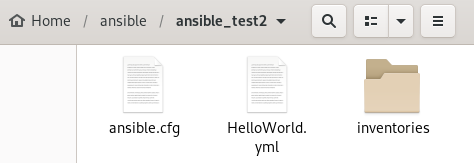 Home / ansible / ansible_test2
ansible.cfg HelloWorld. inventories
yml